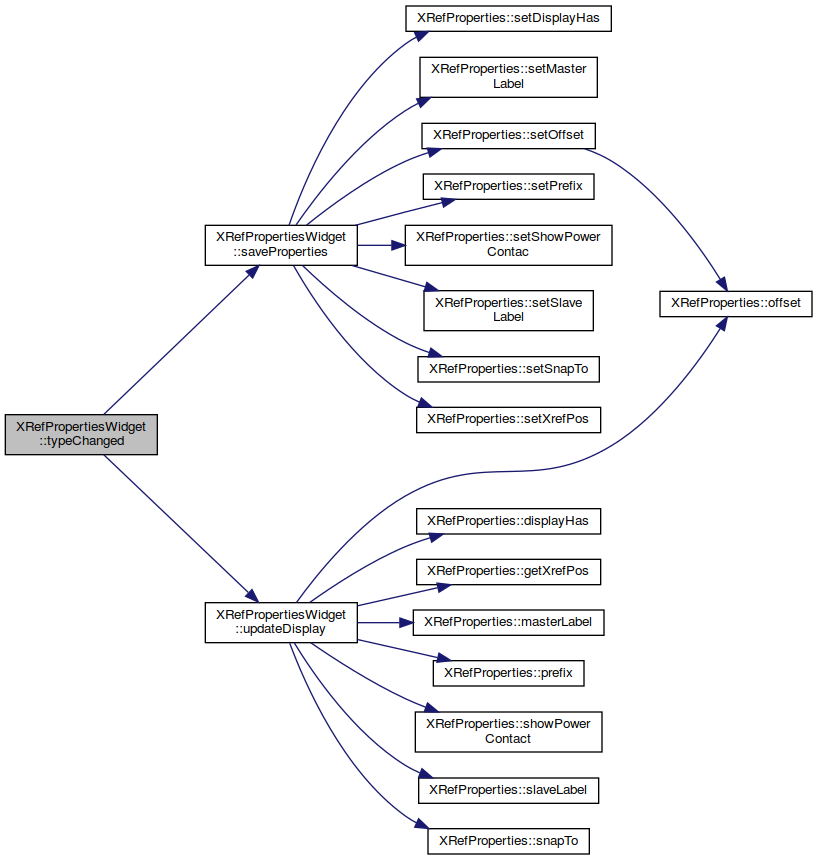 XRefProperties::setDisplayHas
XRefProperties::setMaster
Label
XRefProperties::setOffset
XRefProperties::setPrefix
XRefPropertiesWidget
::saveProperties
XRefProperties::setShowPower
Contac
XRefProperties::setSlave
Label
XRefProperties::offset
XRefProperties::setSnapTo
XRefProperties::setXrefPos
XRefPropertiesWidget
::typeChanged
XRefProperties::displayHas
XRefProperties::getXrefPos
XRefPropertiesWidget
::updateDisplay
XRefProperties::masterLabel
XRefProperties::prefix
XRefProperties::showPower
Contact
XRefProperties::slaveLabel
XRefProperties::snapTo